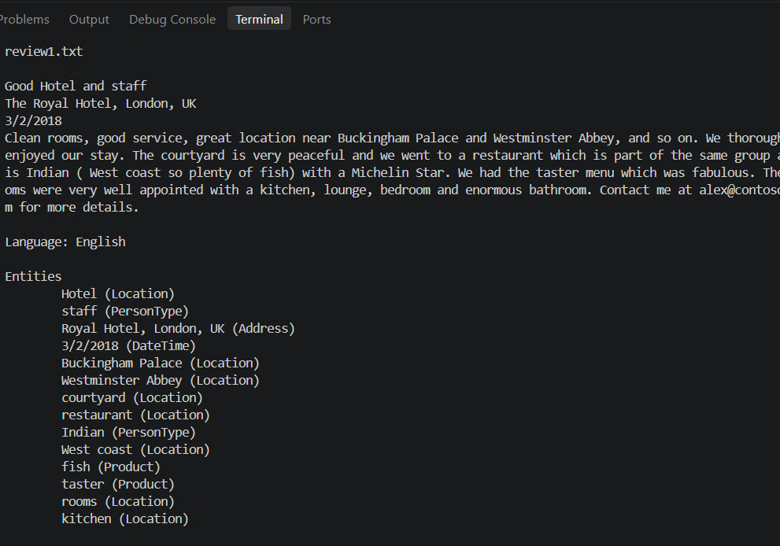 Problems Output Debug Console Terminal Ports
review1.txt
Good Hotel and staff
The Royal Hotel, London, UK
3/2/2018
Clean rooms, good service, great location near Buckingham Palace and Westminster Abbey, and so on. We thorough
enjoyed our stay. The courtyard is very peaceful and we went to a restaurant which is part of the same group a
is Indian ( West coast so plenty of fish) with a Michelin Star. We had the taster menu which was fabulous. The
oms were very well appointed with a kitchen, lounge, bedroom and enormous bathroom. Contact me at alex@contoso
m for more details.
Language: English
Entities
Hotel (Location)
staff (PersonType)
Royal Hotel, London, UK (Address)
3/2/2018 (DateTime)
Buckingham Palace (Location)
Westminster Abbey (Location)
courtyard (Location)
restaurant (Location)
Indian (PersonType)
West coast (Location)
fish (Product)
taster (Product)
rooms (Location)
kitchen (Location)